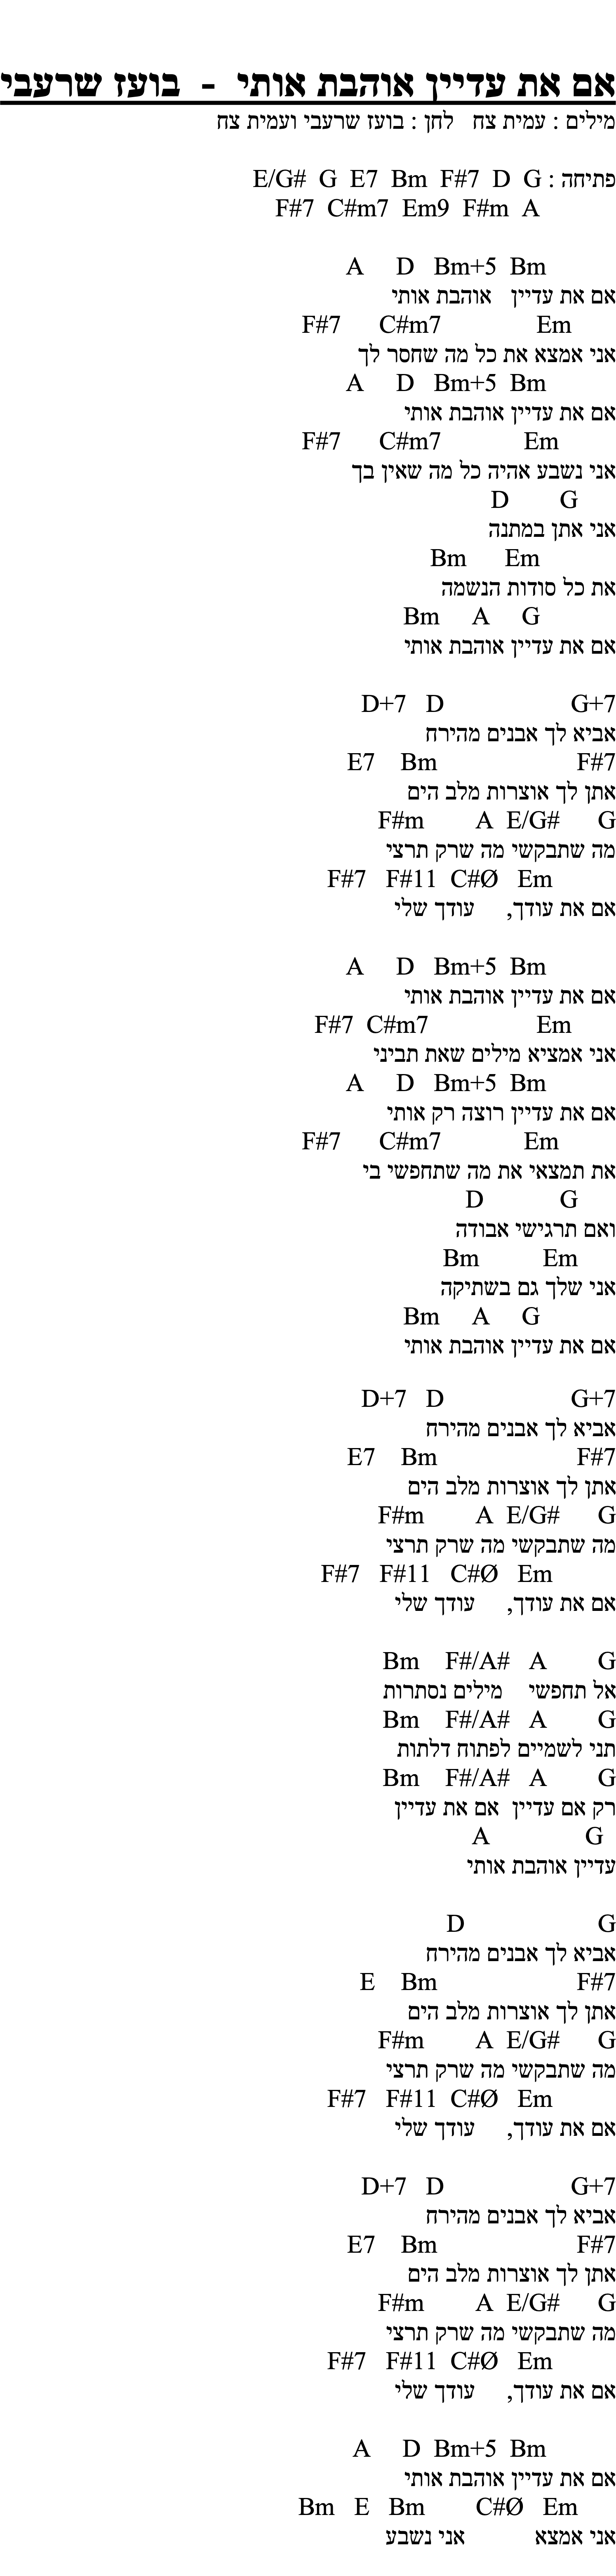 אם את עדיין אוהבת אותי - בועז שרעבי
מילים : עמית צח לחן : בועז שרעבי ועמית צח
פתיחה : E/G# G E7 Bm F#7 D G
F#7 C#m7 Em9 F#m A
A D Bm+5 Bm
אם את עדיין אוהבת אותי
F#7 C#m7 Em
אני אמצא את כל מה שחסר לך
A D Bm+5 Bm
אם את עדיין אוהבת אותי
F#7 C#m7 Em
אני נשבע אהיה כל מה שאין בך
D G
אני אתן במתנה
Bm Em
את כל סודות הנשמה
Bm A G
אם את עדיין אוהבת אותי
D+7 D G+7
אביא לך אבנים מהירח
E7 Bm F#7
אתן לך אוצרות מלב הים
F#m A E/G# G
מה שתבקשי מה שרק תרצי
F#7 F#11 C#Ø Em
אם את עודך, עודך שלי
A D Bm+5 Bm
אם את עדיין אוהבת אותי
F#7 C#m7 Em
אני אמציא מילים שאת תביני
A D Bm+5 Bm
אם את עדיין רוצה רק אותי
F#7 C#m7 Em
את תמצאי את מה שתחפשי בי
D G
ואם תרגישי אבודה
Bm Em
אני שלך גם בשתיקה
Bm A G
אם את עדיין אוהבת אותי
D+7 D G+7
אביא לך אבנים מהירח
E7 Bm F#7
אתן לך אוצרות מלב הים
F#m A E/G# G
מה שתבקשי מה שרק תרצי
F#7 F#11 C#Ø Em
אם את עודך, עודך שלי
Bm F#/A# A G
אל תחפשי מילים נסתרות
Bm F#/A# A G
תני לשמיים לפתוח דלתות
Bm F#/A# A G
רק אם עדיין אם את עדיין
A G
עדיין אוהבת אותי
D G
אביא לך אבנים מהירח
E Bm F#7
אתן לך אוצרות מלב הים
F#m A E/G# G
מה שתבקשי מה שרק תרצי
F#7 F#11 C#Ø Em
אם את עודך, עודך שלי
D+7 D G+7
אביא לך אבנים מהירח
E7 Bm F#7
אתן לך אוצרות מלב הים
F#m A E/G# G
מה שתבקשי מה שרק תרצי
F#7 F#11 C#Ø Em
אם את עודך, עודך שלי
A D Bm+5 Bm
אם את עדיין אוהבת אותי
Bm E Bm C#Ø Em
אני אמצא אני נשבע